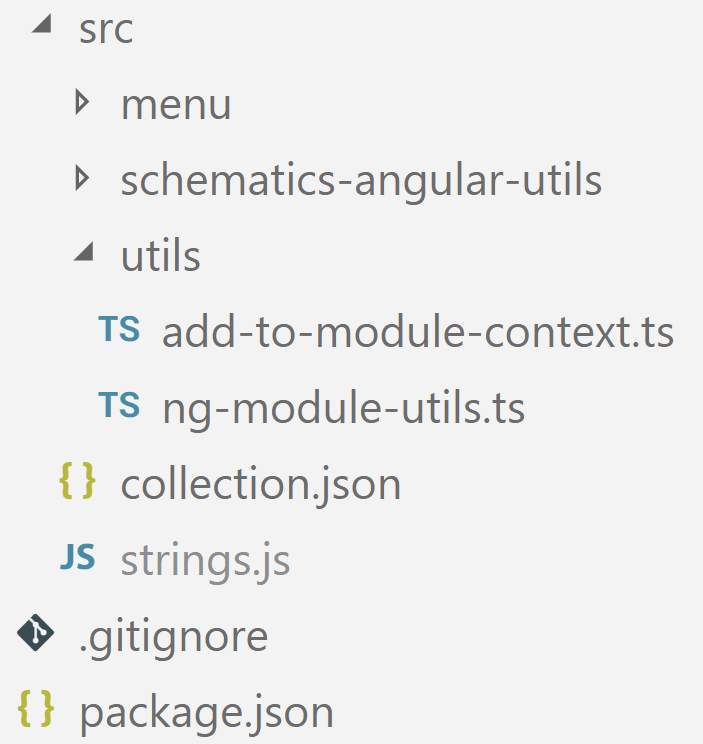 src
menu
schematics-angular-utils
utils
TS add-to-module-context.ts
TS ng-module-utils.ts
{ } collection.json
JS strings.js
.gitignore
{ } package.json